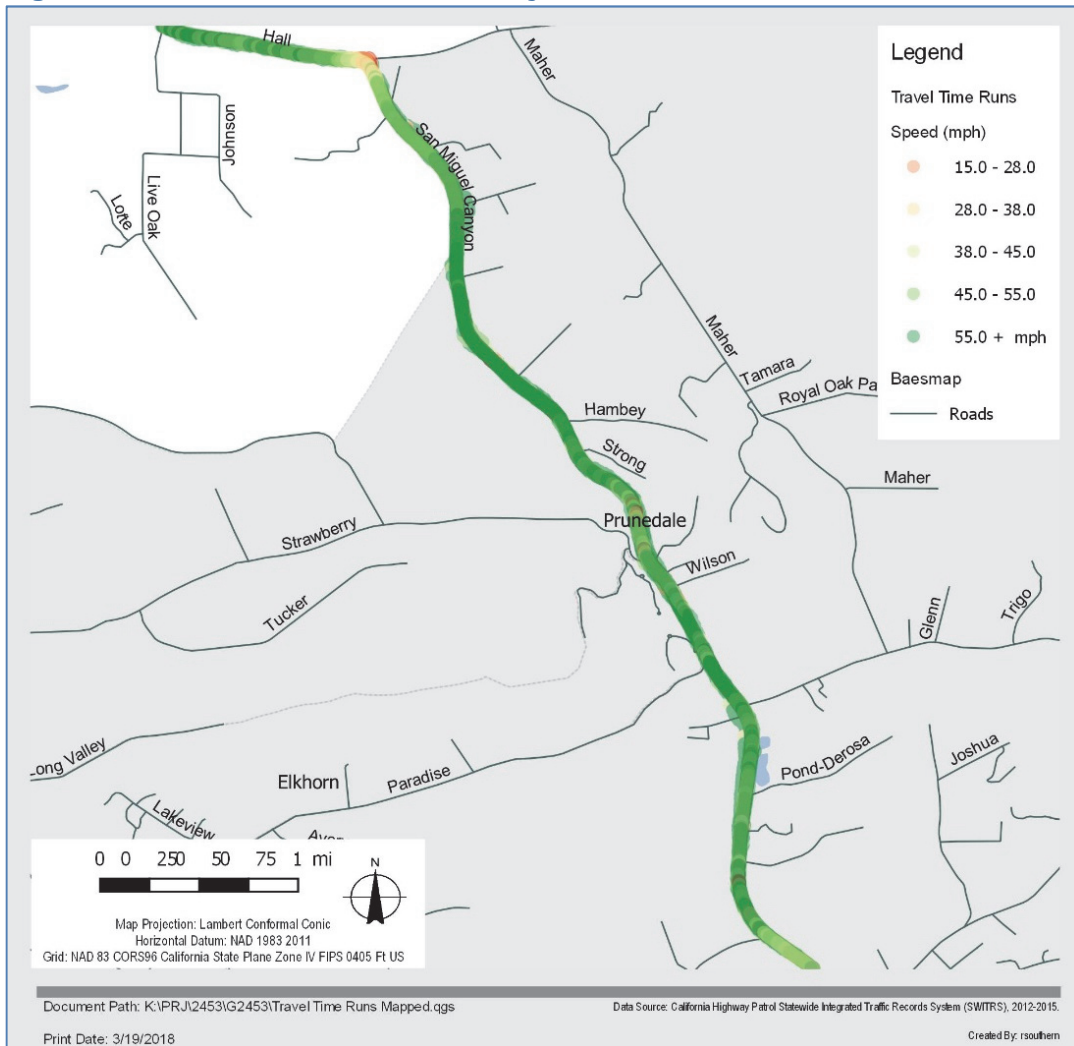 Hall
Maher
Legend
Travel Time Runs
Speed (mph)
15.0 - 28.0
28.0 - 38.0
38.0 - 45.0
45.0 - 55.0
55.0 + mph
Baesmap
Roads
Johnson
San Miguel Canyon
Live Oak
Lofte
Maher
Tamara
Royal Oak Pa
Hambey
Strong
Maher
Prunedale
Strawberry
Wilson
Tucker
Glenn
Trigo
Long Valley
Pond-Derosa
Joshua
Elkhorn
Paradise
Lakeview
0 0 250 50 75 1 mi
N
Map Projection: Lambert Conformal Conic
Horizontal Datum: NAD 1983 2011
Grid: NAD 83 CORS96 California State Plane Zone IV FIPS 0405 Ft US
Document Path: K:\PRJ\2453\G2453\Travel Time Runs Mapped.qgs
Data Source: California Highway Patrol Statewide Integrated Traffic Records System (SWITRS), 2012-2015.
Print Date: 3/19/2018
Created By: rsouthern